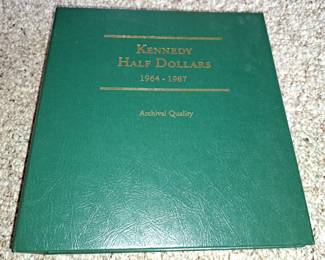 KENNEDY
HALF DOLLARS
1964 - 1987
Archival Quality